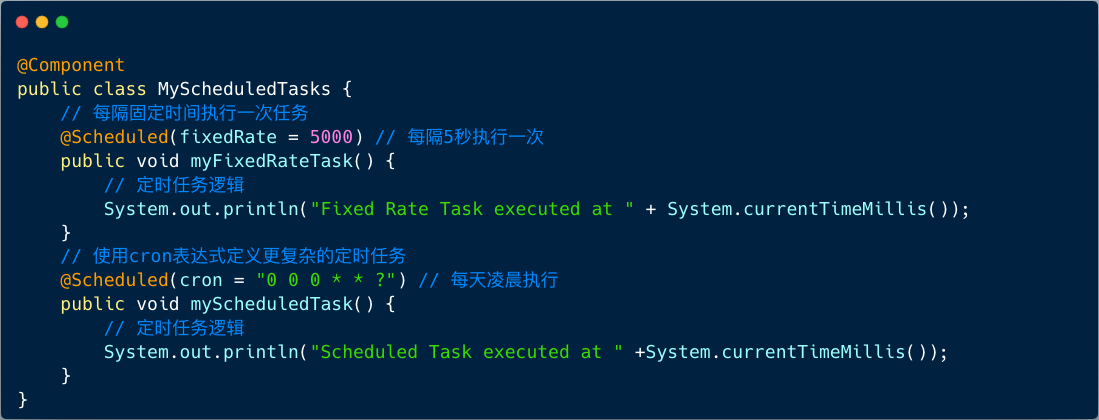 @Component
public class MyScheduledTasks {
    // 每隔固定时间执行一次任务
    @Scheduled(fixedRate = 5000) // 每隔5秒执行一次
    public void myFixedRateTask() {
        // 定时任务逻辑
        System.out.println("Fixed Rate Task executed at " + System.currentTimeMillis());
    }
    // 使用cron表达式定义更复杂的定时任务
    @Scheduled(cron = "0 0 0 * * ?") // 每天凌晨执行
    public void myScheduledTask() {
        // 定时任务逻辑
        System.out.println("Scheduled Task executed at " +System.currentTimeMillis());
    }
}